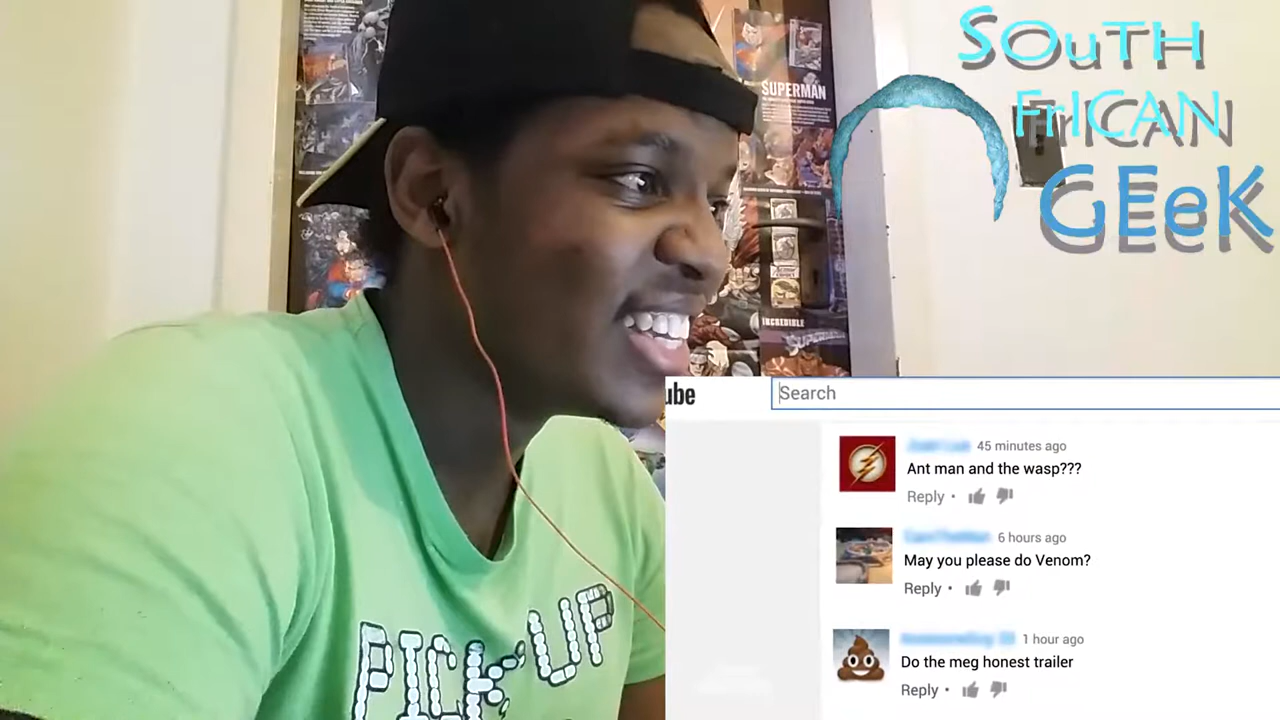 SOuTH
FrICAN
GEeK
SUPERMAN
INCREDIBLE
PICK UP
ube
Search
45 minutes ago
Ant man and the wasp???
Reply •
6 hours ago
May you please do Venom?
Reply •
1 hour ago
Do the meg honest trailer
Reply •